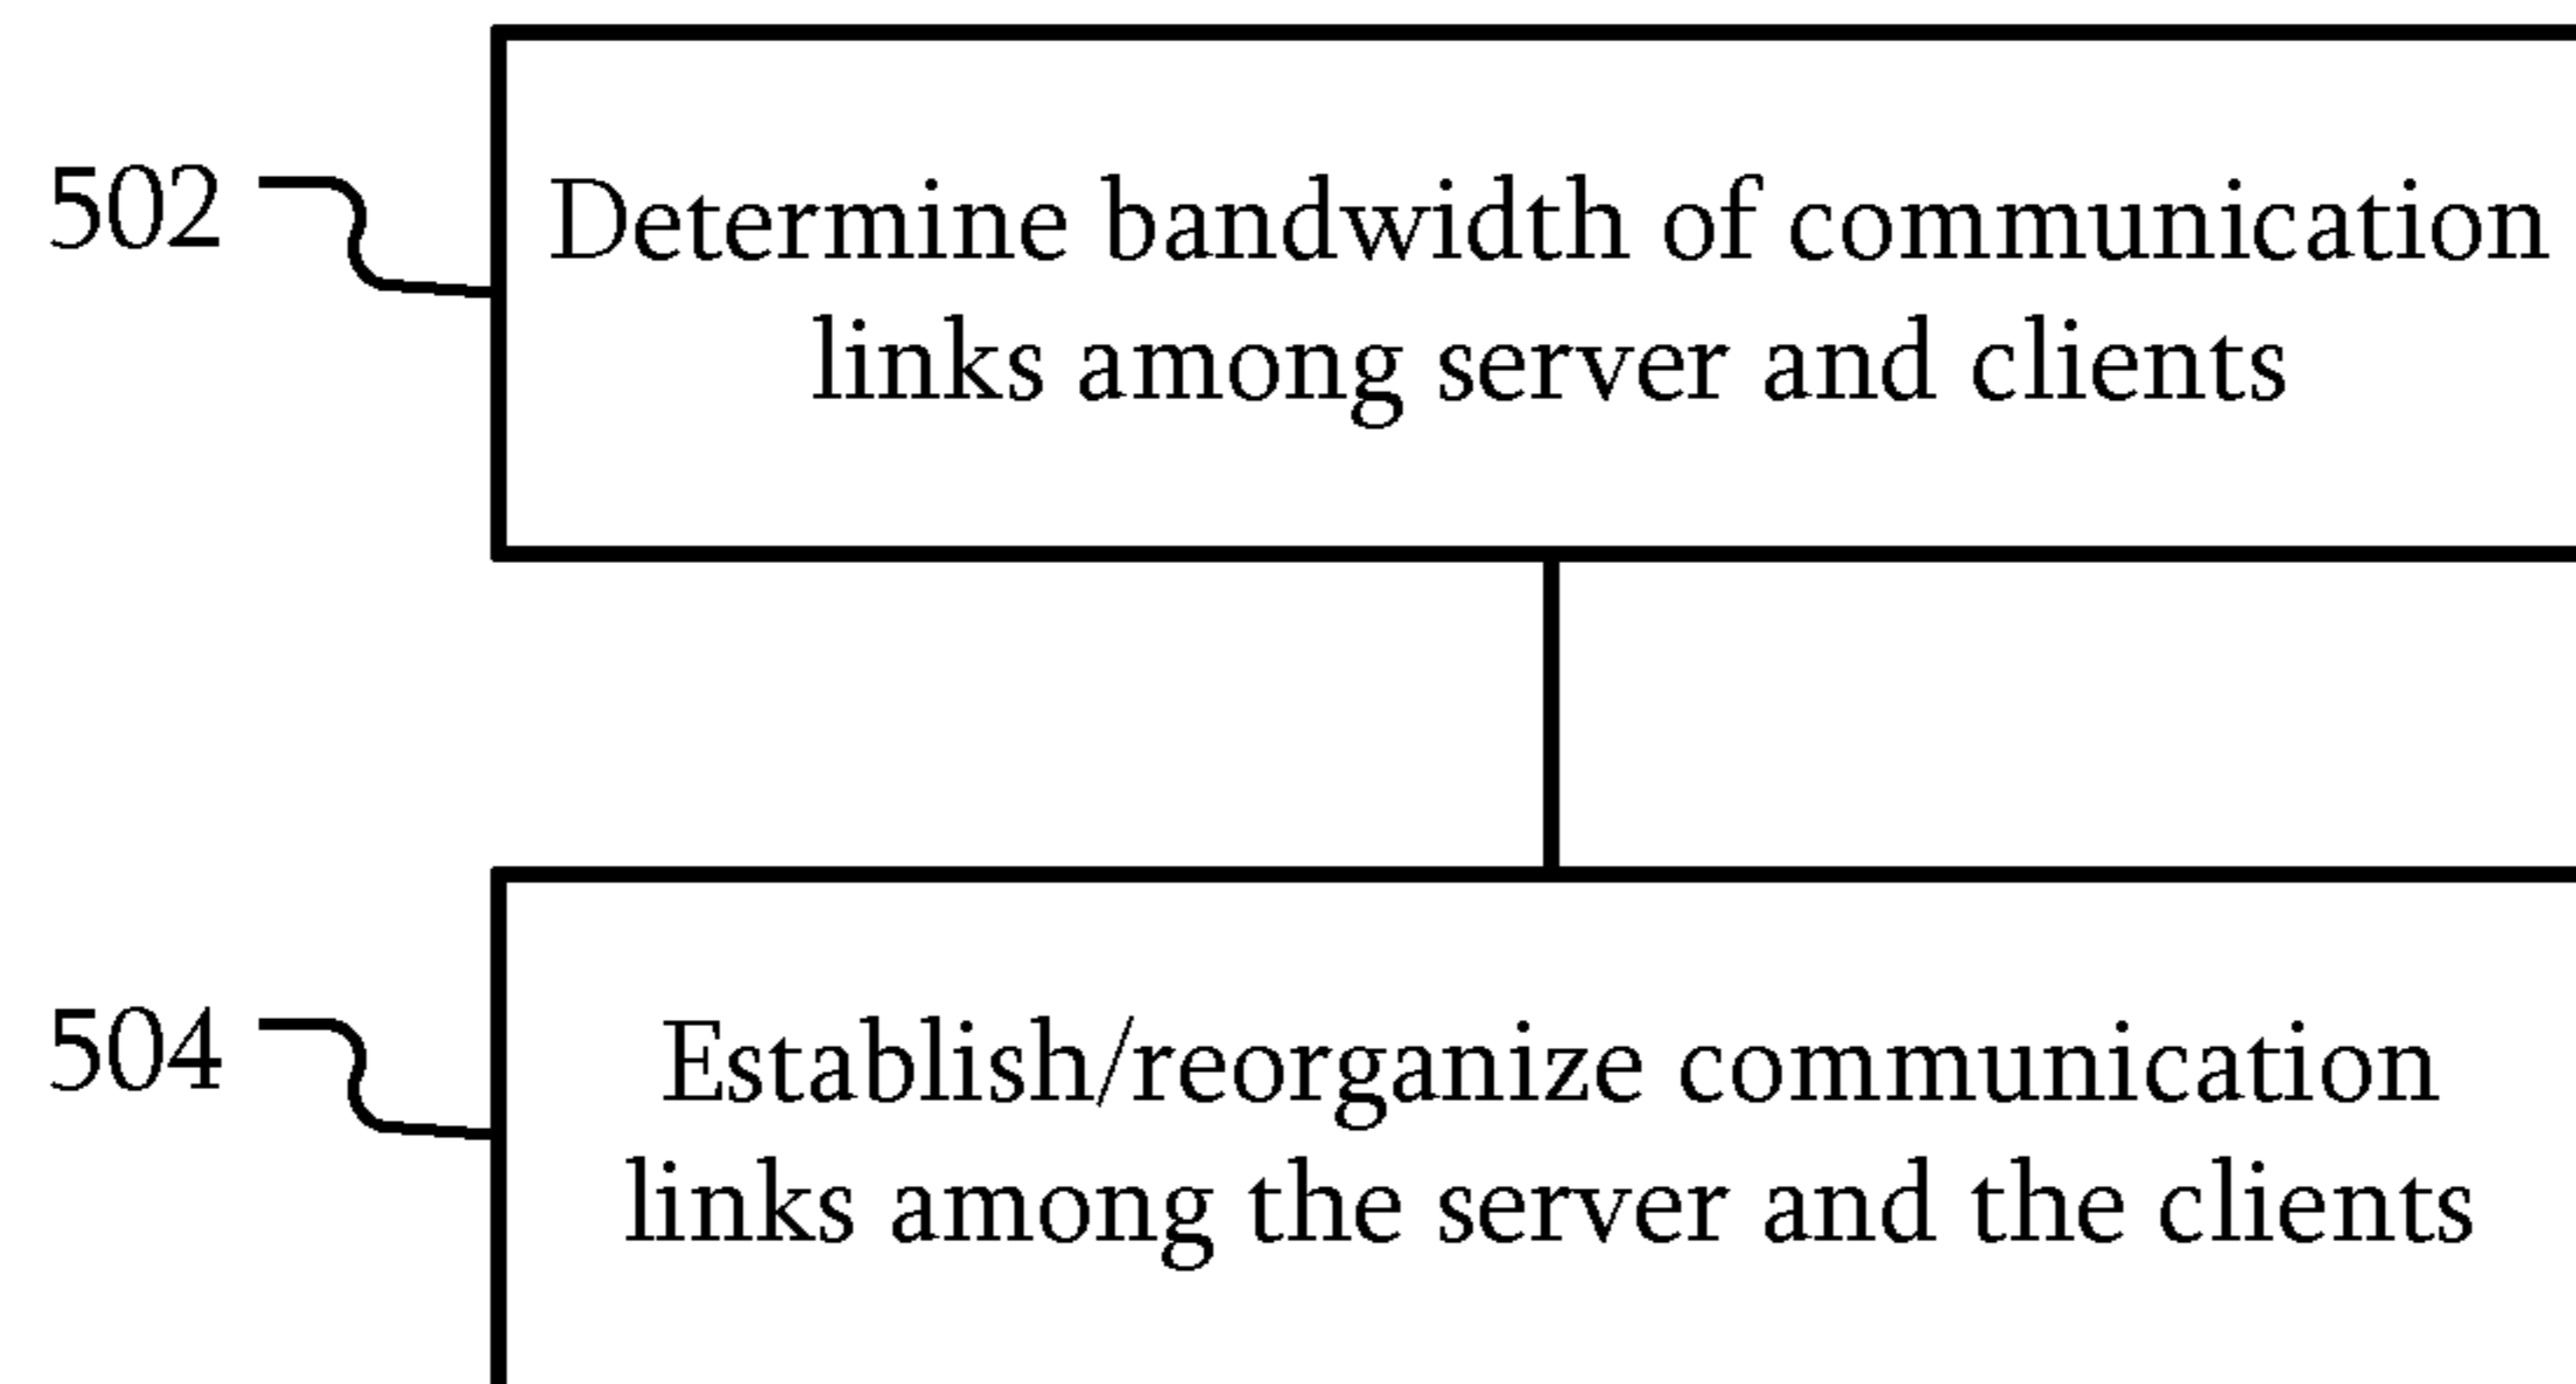 502
Determine bandwidth of communication
links among server and clients
504
Establish/reorganize communication
links among the server and the clients